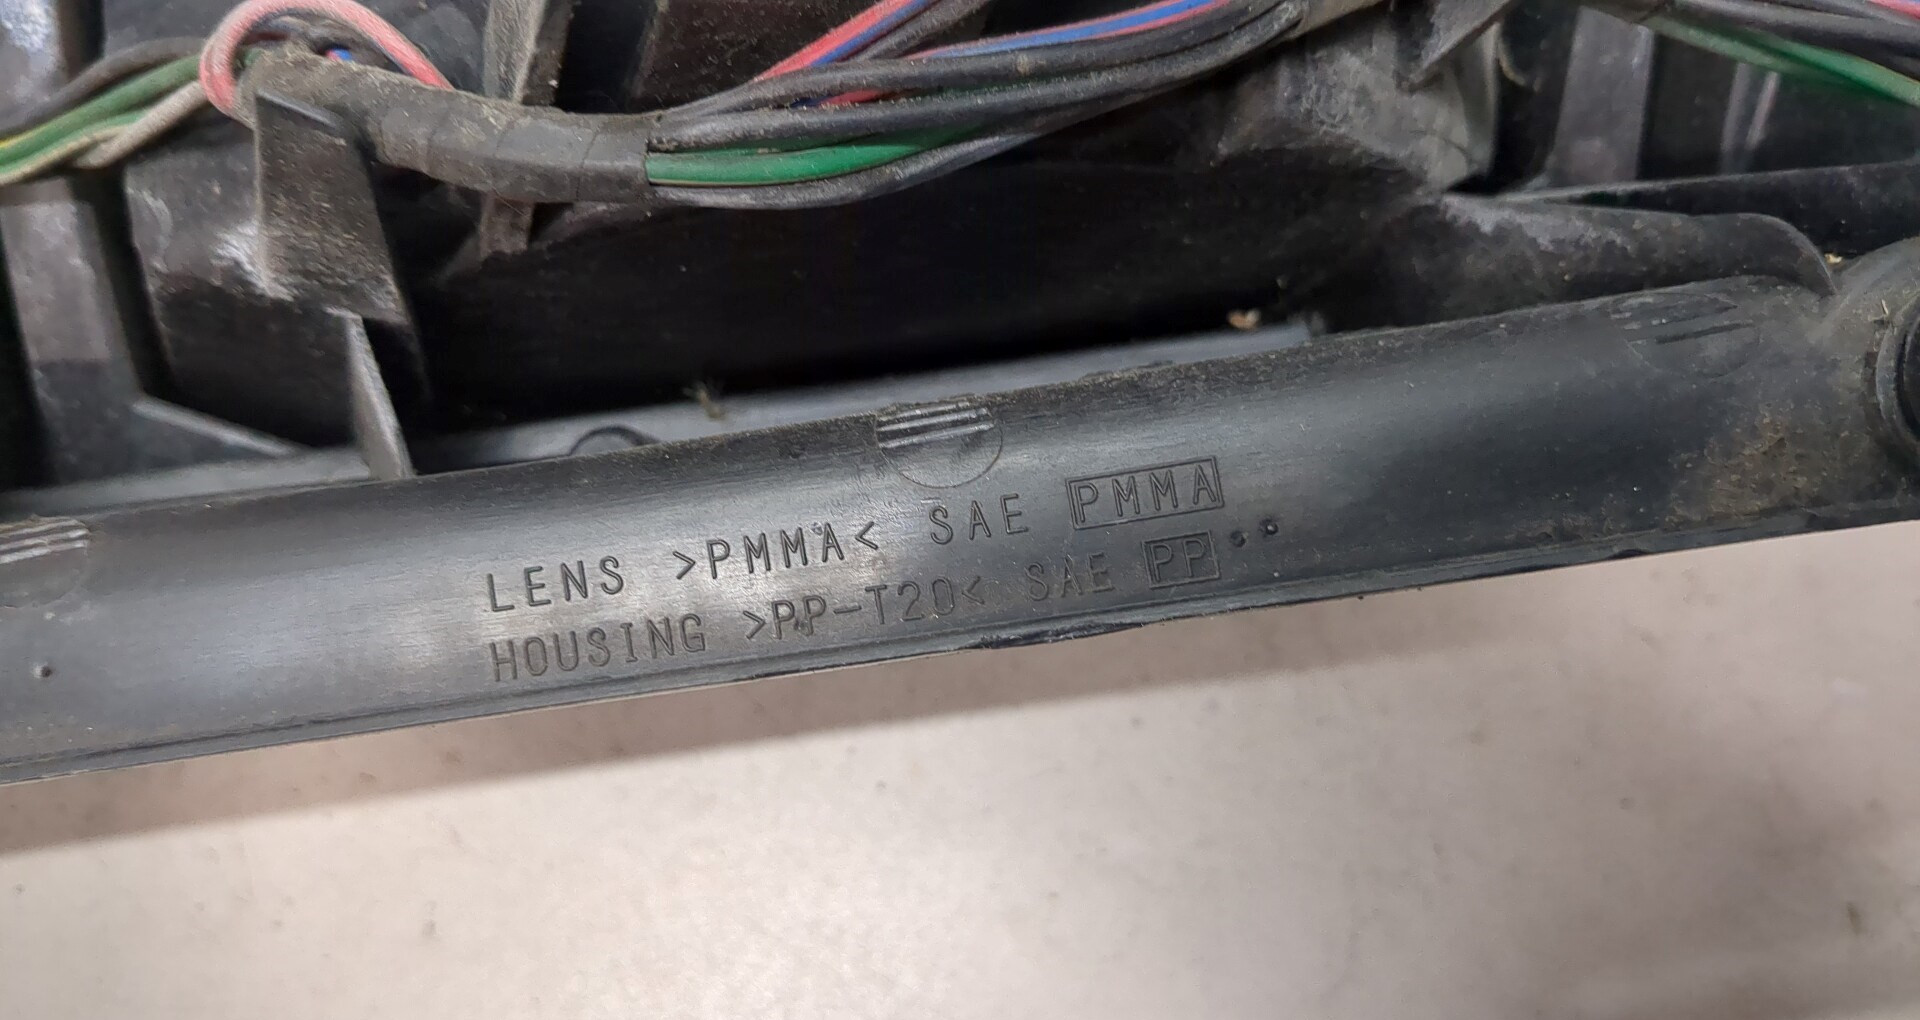 LENS >PMMA< SAE PMMA
HOUSING >PP-T20< SAE PP